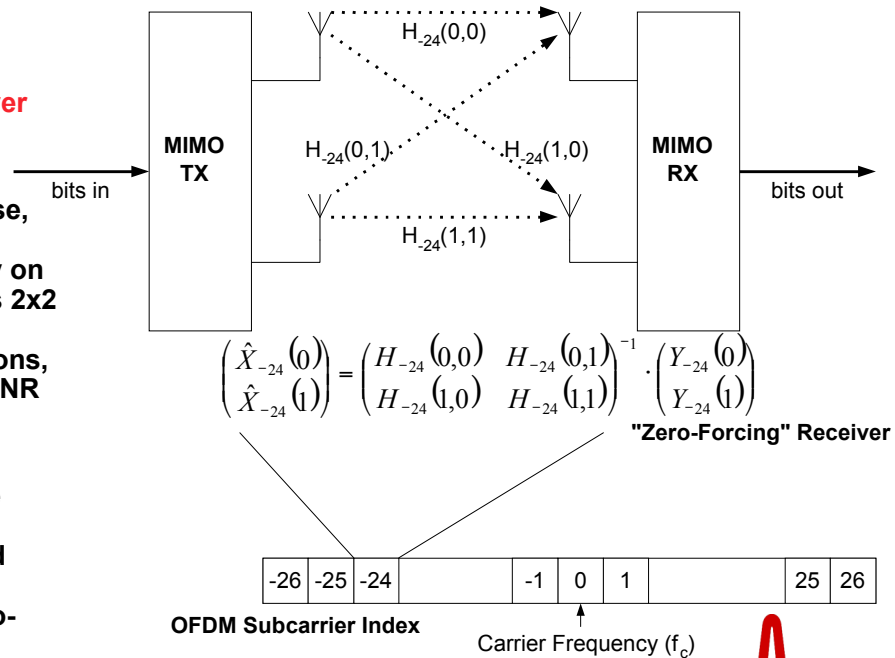 ver
se,
y on
s 2x2
ons,
NR
d
o-
H₋₂₄(0,0)
MIMO
TX
H₋₂₄(0,1)
H₋₂₄(1,0)
MIMO
RX
bits in
bits out
H₋₂₄(1,1)
(X̂₋₂₄(0) X̂₋₂₄(1)) = (H₋₂₄(0,0) H₋₂₄(0,1) H₋₂₄(1,0) H₋₂₄(1,1))⁻¹ · (Y₋₂₄(0) Y₋₂₄(1))
"Zero-Forcing" Receiver
-26 -25 -24 -1 0 1 25 26
OFDM Subcarrier Index
Carrier Frequency (f_c)